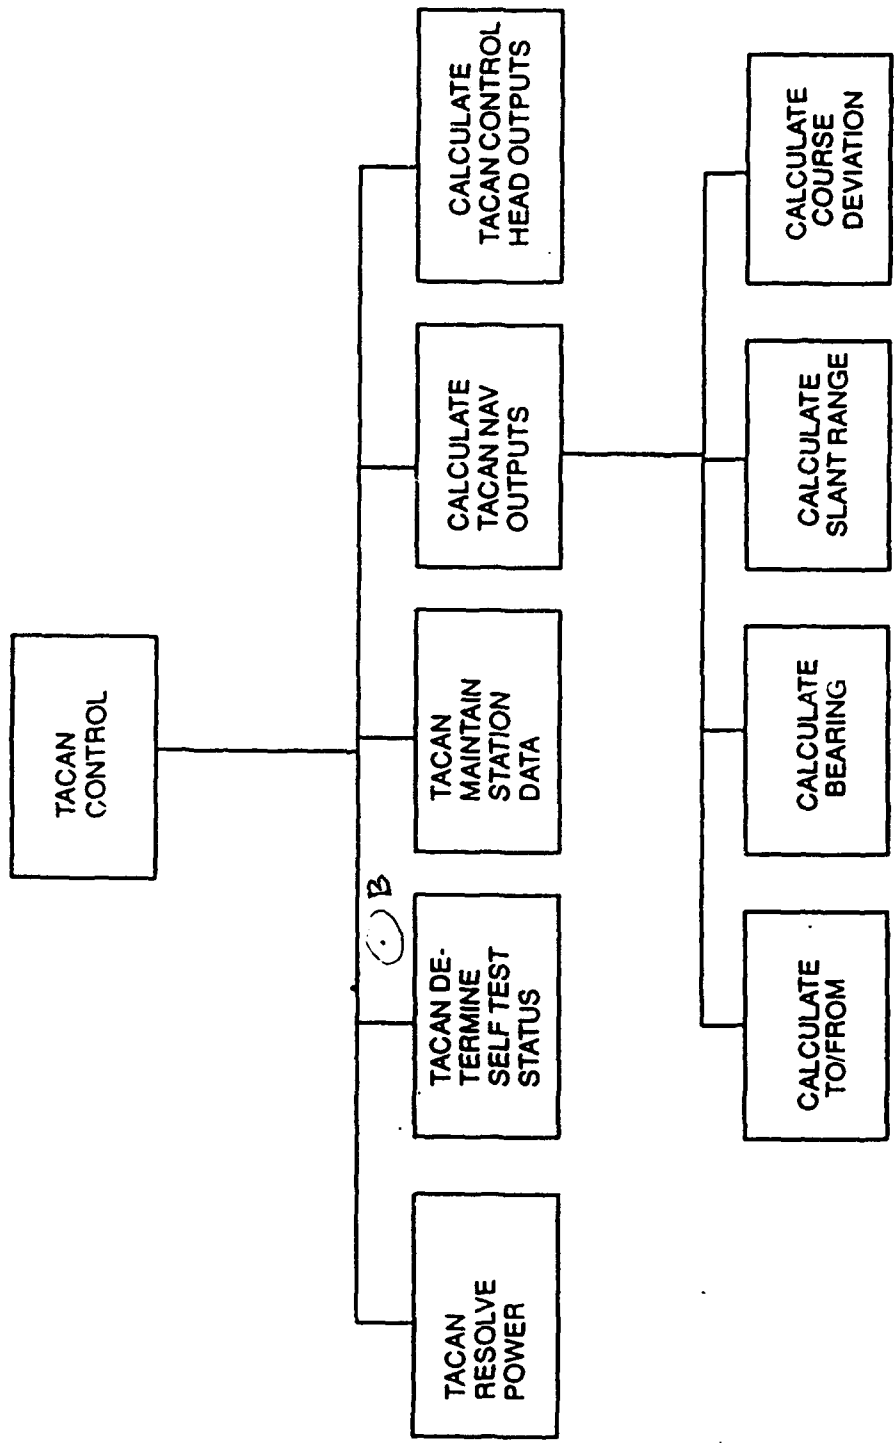 TACAN
CONTROL
TACAN
RESOLVE
POWER
TACAN DE-
TERMINE
SELF TEST
STATUS
B
TACAN
MAINTAIN
STATION
DATA
CALCULATE
TACAN NAV
OUTPUTS
CALCULATE
TACAN CONTROL
HEAD OUTPUTS
CALCULATE
TO/FROM
CALCULATE
BEARING
CALCULATE
SLANT RANGE
CALCULATE
COURSE
DEVIATION